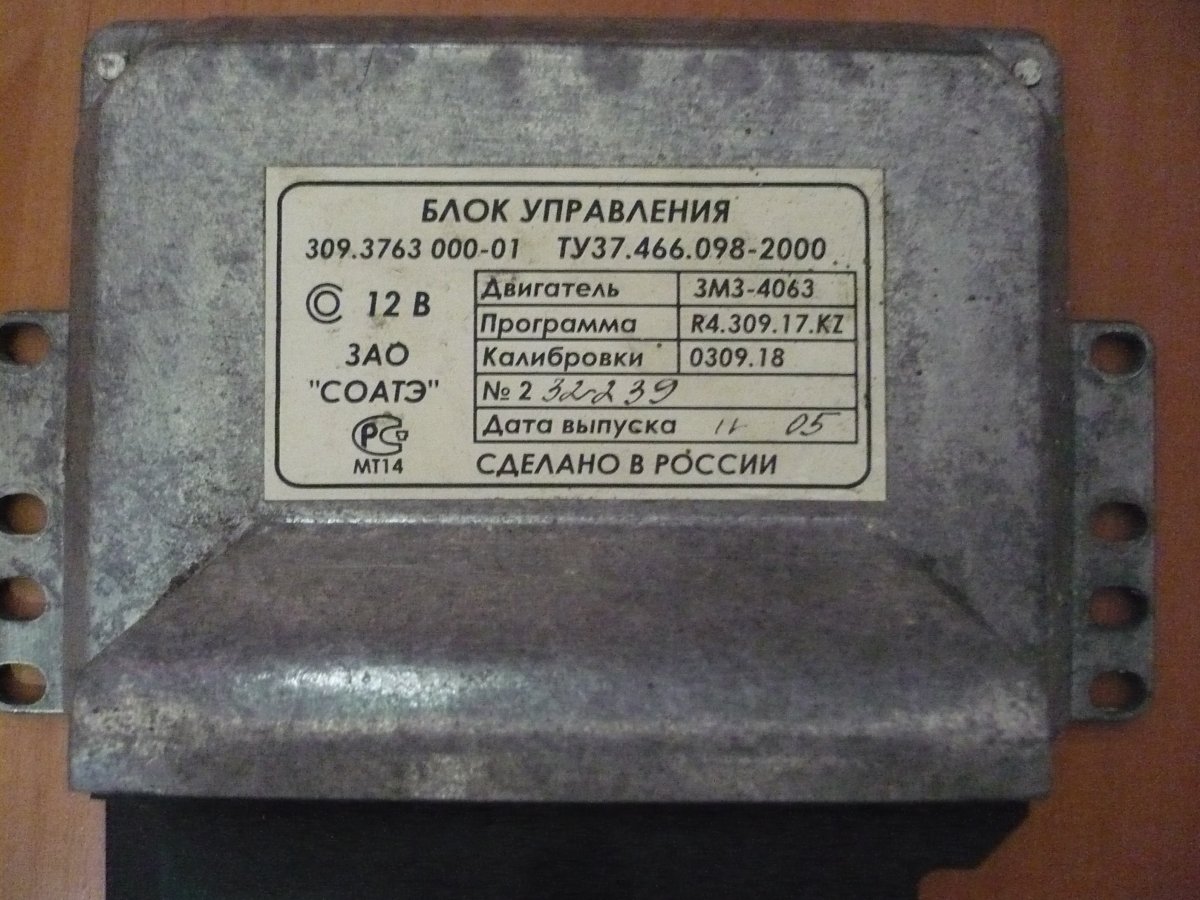 БЛОК УПРАВЛЕНИЯ
309.3763 000-01 ТУ37.466.098-2000
12 В
ЗАО
"СОАТЭ"
РС
МТ14
Двигатель ЗМЗ-4063
Программа R4.309.17.KZ
Калибровки 0309.18
№ 2 32239
Дата выпуска 05
СДЕЛАНО В РОССИИ